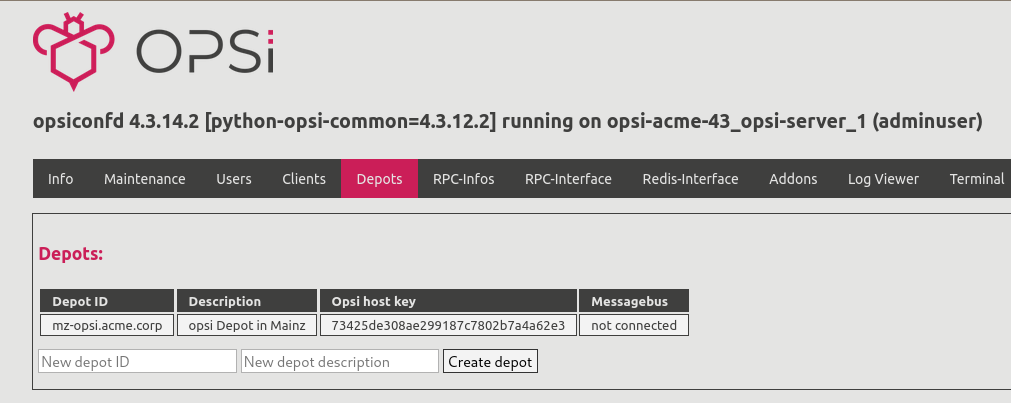 OPSi
opsiconfd 4.3.14.2 [python-opsi-common=4.3.12.2] running on opsi-acme-43_opsi-server_1 (adminuser)
Info Maintenance Users Clients Depots RPC-Infos RPC-Interface Redis-Interface Addons Log Viewer Terminal
Depots:
Depot ID Description Opsi host key Messagebus
mz-opsi.acme.corp opsi Depot in Mainz 73425de308ae299187c7802b7a4a62e3 not connected
New depot ID New depot description Create depot